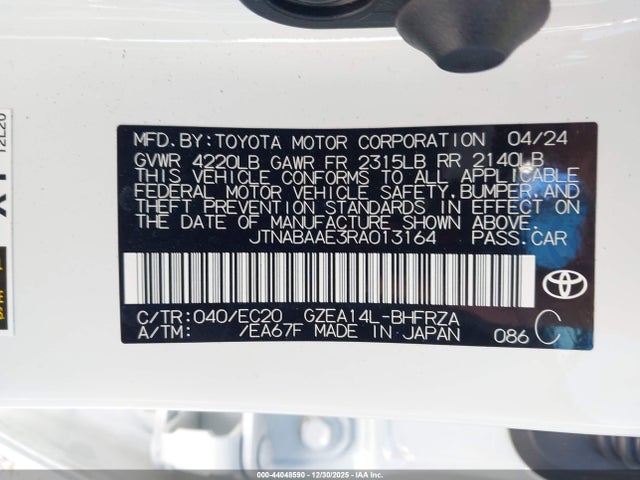 MFD.BY:TOYOTA MOTOR CORPORATION 04/24
GVWR 4220LB GAWR FR 2315LB RR 2140LB
THIS VEHICLE CONFORMS TO ALL APPLICABLE
FEDERAL MOTOR VEHICLE SAFETY,BUMPER,AND
THEFT PREVENTION STANDARDS IN EFFECT ON
THE DATE OF MANUFACTURE SHOWN ABOVE.
JTNABAAE3RA013164 PASS.CAR
C/TR:040/EC20 GZEA14L-BHFRZA
A/TM: /EA67F MADE IN JAPAN 086 C
12L20
000-44048590 - 12/30/2025 - IAA Inc.